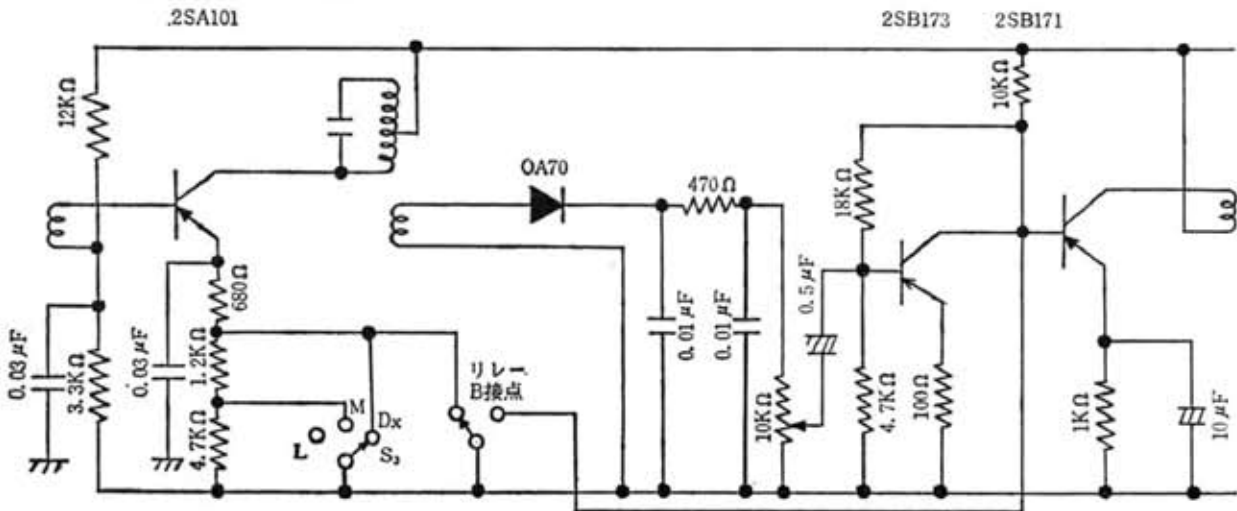 .2SA101
2SB173 2SB171
12KΩ
10KΩ
OA70
470Ω
18KΩ
680Ω
0.5μF
0.03μF
3.3KΩ
0.03μF
1.2KΩ
リレー
B接点
0.01μF
0.01μF
10KΩ
4.7KΩ
100Ω
1KΩ
10μF
4.7KΩ
M
Dx
L
S₃